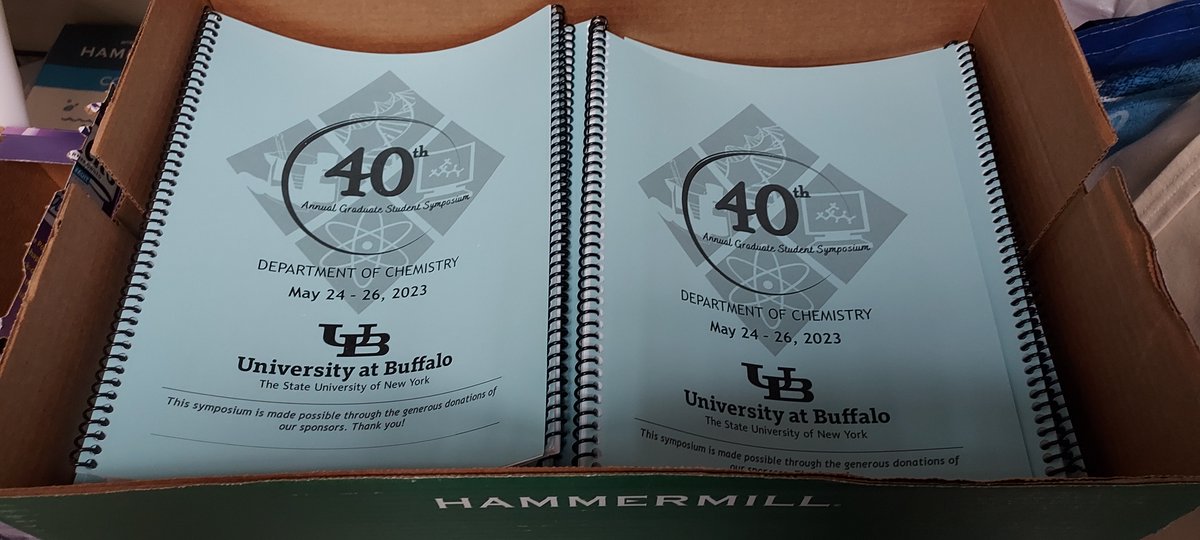 HAM
40th
Annual Graduate Student Symposium
DEPARTMENT OF CHEMISTRY
May 24 - 26, 2023
UB
University at Buffalo
The State University of New York
This symposium is made possible through the generous donations of
our sponsors. Thank you!
40th
Annual Graduate Student Symposium
DEPARTMENT OF CHEMISTRY
May 24 - 26, 2023
UB
University at Buffalo
The State University of New York
This symposium is made possible through the generous donations of
our sponsors.
HAMMERMILL